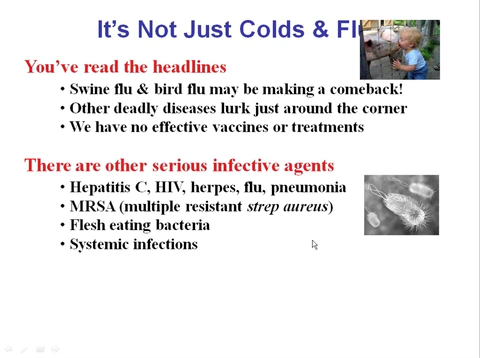 It's Not Just Colds & Fl
You've read the headlines
• Swine flu & bird flu may be making a comeback!
• Other deadly diseases lurk just around the corner
• We have no effective vaccines or treatments
There are other serious infective agents
• Hepatitis C, HIV, herpes, flu, pneumonia
• MRSA (multiple resistant strep aureus)
• Flesh eating bacteria
• Systemic infections